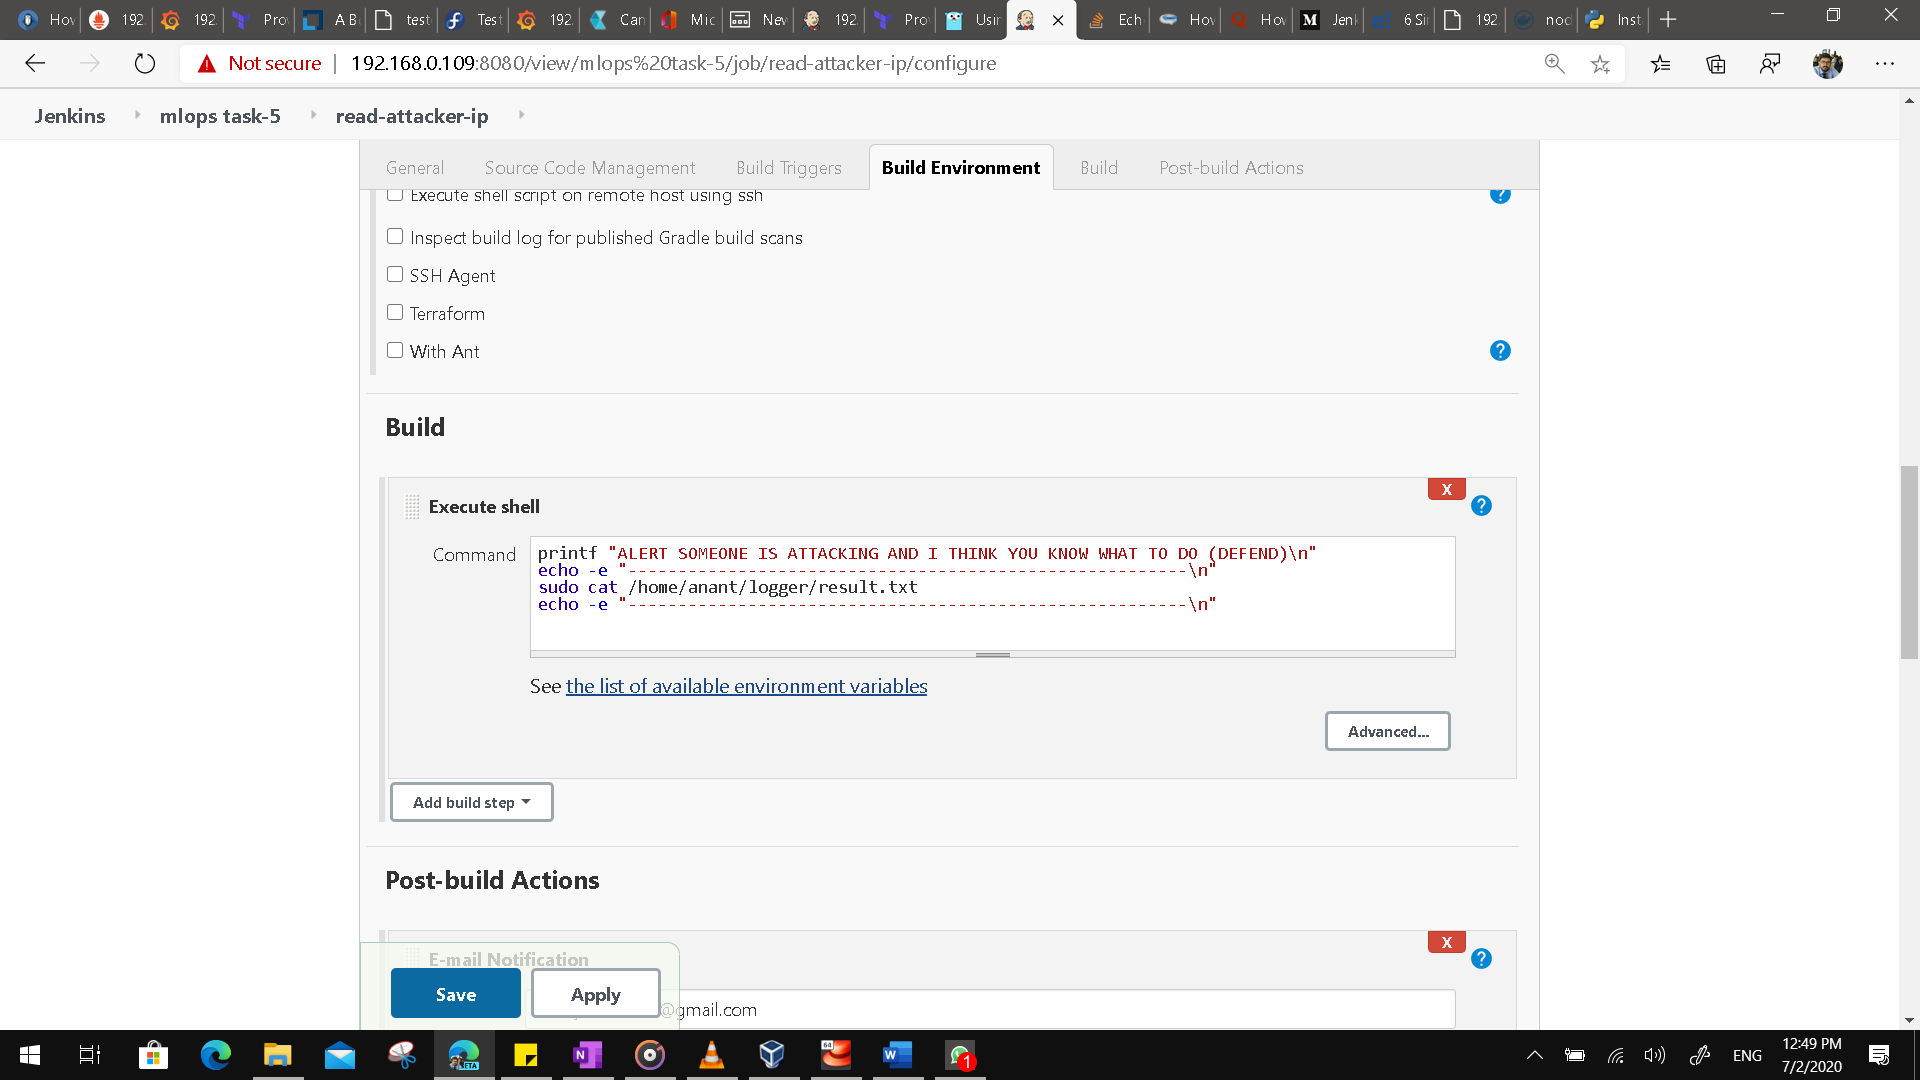 Hov
192.
192
Prov
A B
test
Test
192
Can
Mic
Nev
192
Prov
Usir
Ech
Hov
Hov
Jenk
6 Si
192
nod
Inst
Not secure | 192.168.0.109:8080/view/mlops%20task-5/job/read-attacker-ip/configure
Jenkins
mlops task-5
read-attacker-ip
General
Source Code Management
Build Triggers
Build Environment
Build
Post-build Actions
Execute shell script on remote host using ssh
Inspect build log for published Gradle build scans
SSH Agent
Terraform
With Ant
Build
X
Execute shell
Command
printf "ALERT SOMEONE IS ATTACKING AND I THINK YOU KNOW WHAT TO DO (DEFEND)\n"
echo -e "--------------------------------------------------------\n"
sudo cat /home/anant/logger/result.txt
echo -e "--------------------------------------------------------\n"
See the list of available environment variables
Advanced...
Add build step
Post-build Actions
X
E-mail Notification
Save
Apply
@gmail.com
ENG
12:49 PM
7/2/2020